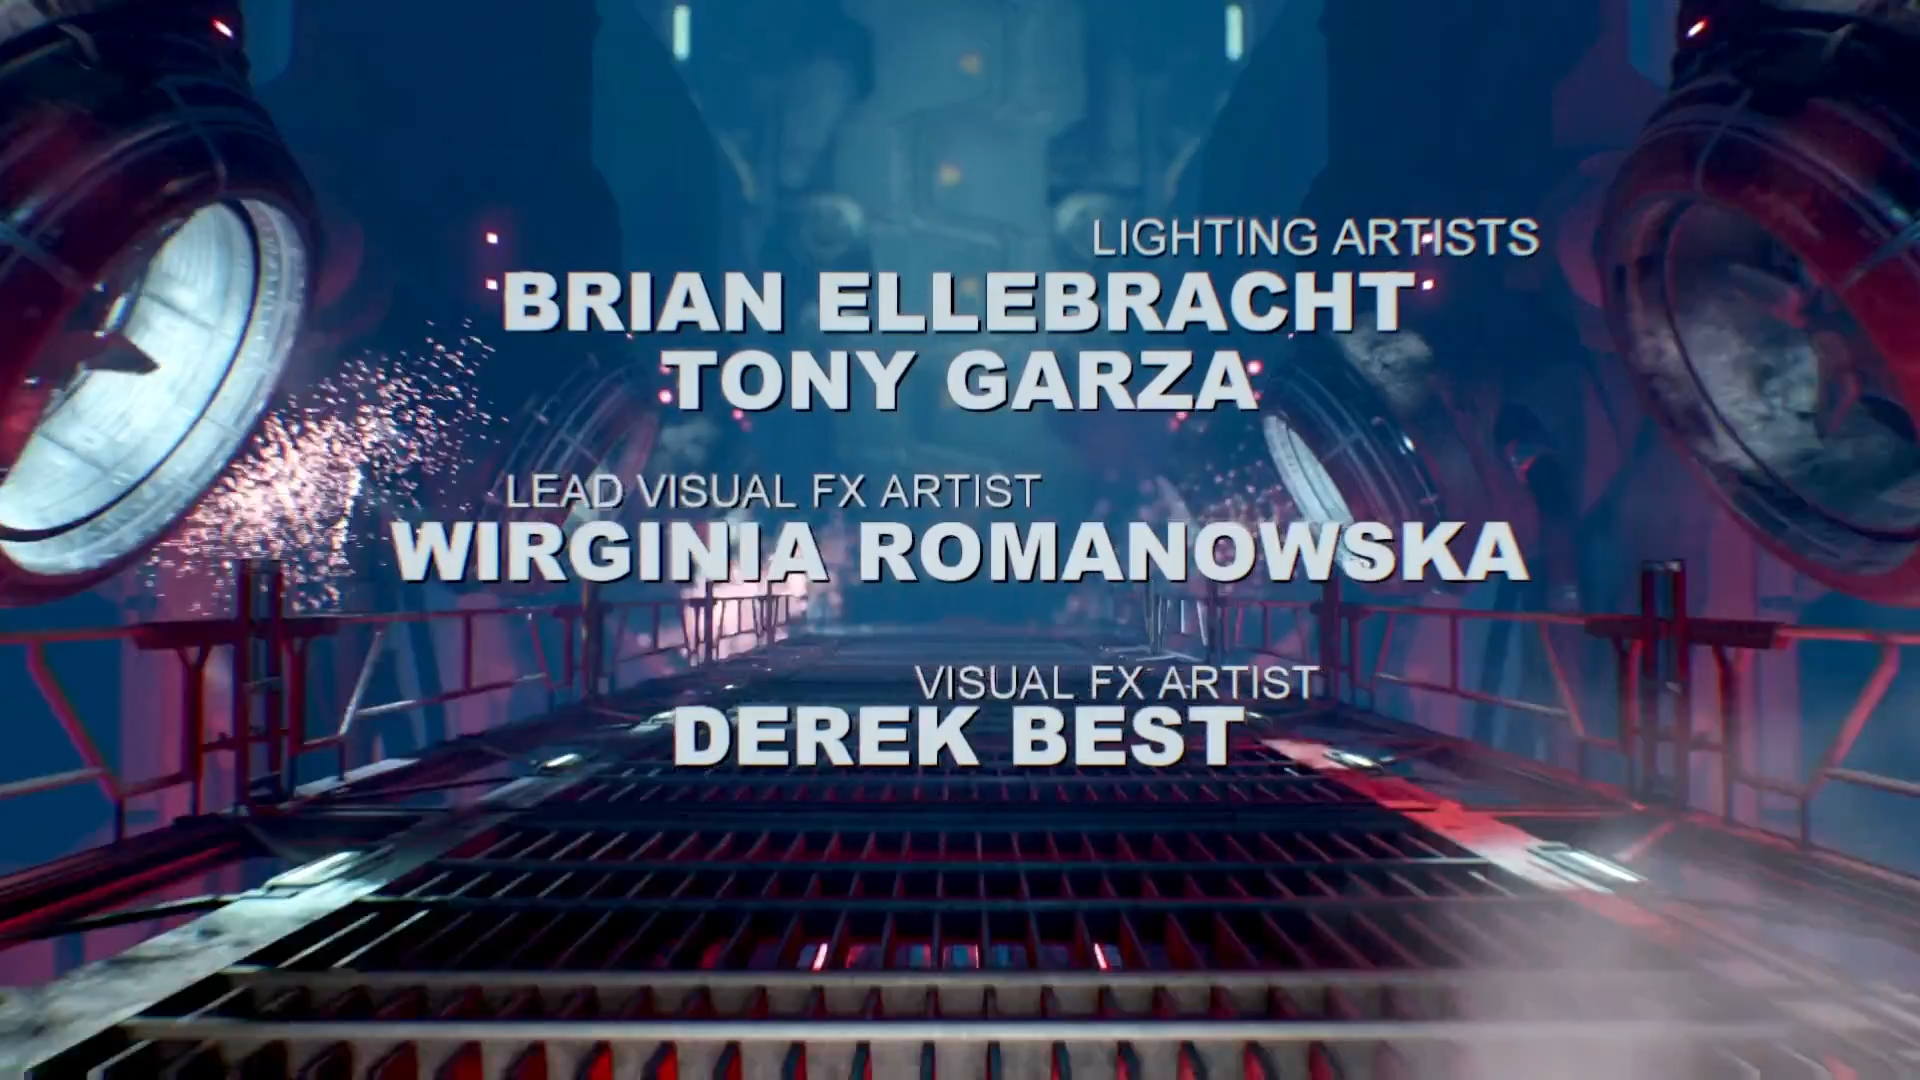 LIGHTING ARTISTS
BRIAN ELLEBRACHT
TONY GARZA
LEAD VISUAL FX ARTIST
WIRGINIA ROMANOWSKA
VISUAL FX ARTIST
DEREK BEST